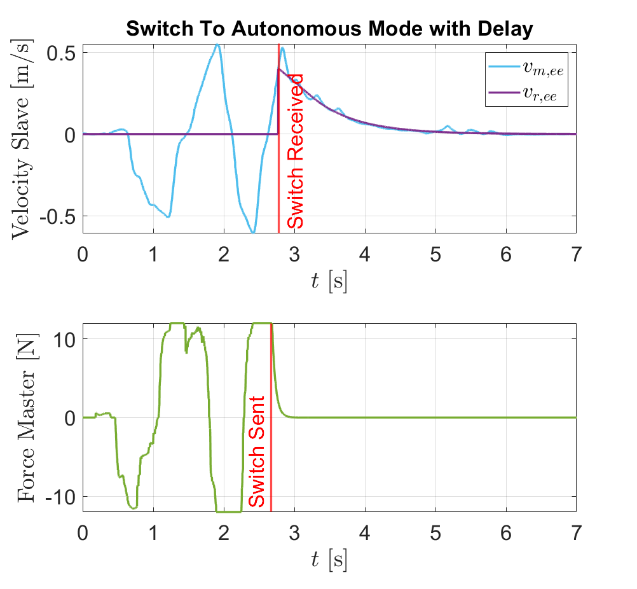 Switch To Autonomous Mode with Delay
Velocity Slave [m/s]
0.5
0
-0.5
v_{m,ee}
v_{r,ee}
Switch Received
0 1 2 3 4 5 6 7
t [s]
Force Master [N]
10
0
-10
Switch Sent
0 1 2 3 4 5 6 7
t [s]